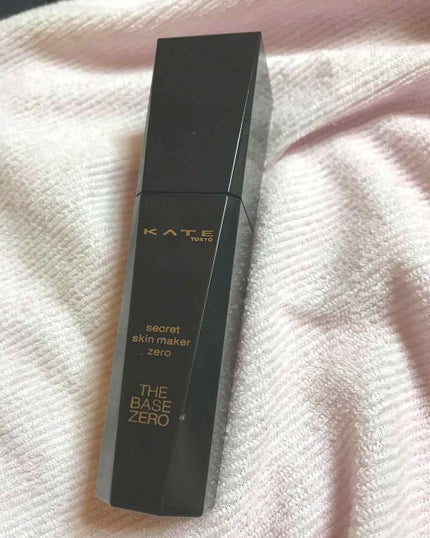 KATE
TOKYO
secret
skin maker
zero
THE
BASE
ZERO